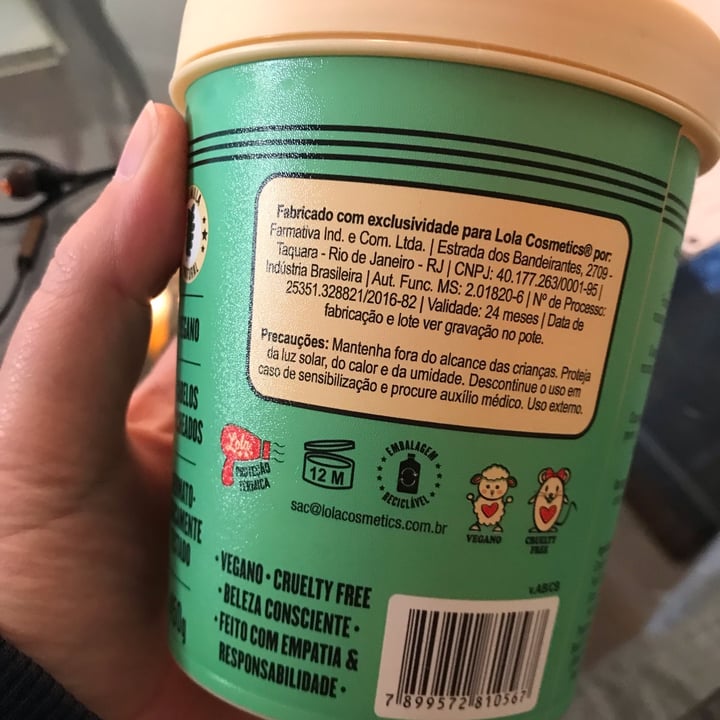 Fabricado com exclusividade para Lola Cosmetics® por:
Farmativa Ind. e Com. Ltda. | Estrada dos Bandeirantes, 2709 -
Taquara - Rio de Janeiro - RJ | CNPJ: 40.177.263/0001-95 |
Indústria Brasileira | Aut. Func. MS: 2.01820-6 | Nº de Processo:
25351.328821/2016-82 | Validade: 24 meses | Data de
fabricação e lote ver gravação no pote.
Precauções: Mantenha fora do alcance das crianças. Proteja
da luz solar, do calor e da umidade. Descontinue o uso em
caso de sensibilização e procure auxílio médico. Uso externo.
Lola
PROTEÇÃO
TÉRMICA
12 M
EMBALAGEM
RECICLÁVEL
sac@lolacosmetics.com.br
VEGANO
CRUELTY
FREE
• VEGANO • CRUELTY FREE
• BELEZA CONSCIENTE •
• FEITO COM EMPATIA &
RESPONSABILIDADE •
v.AB/CS
7 899572 810567